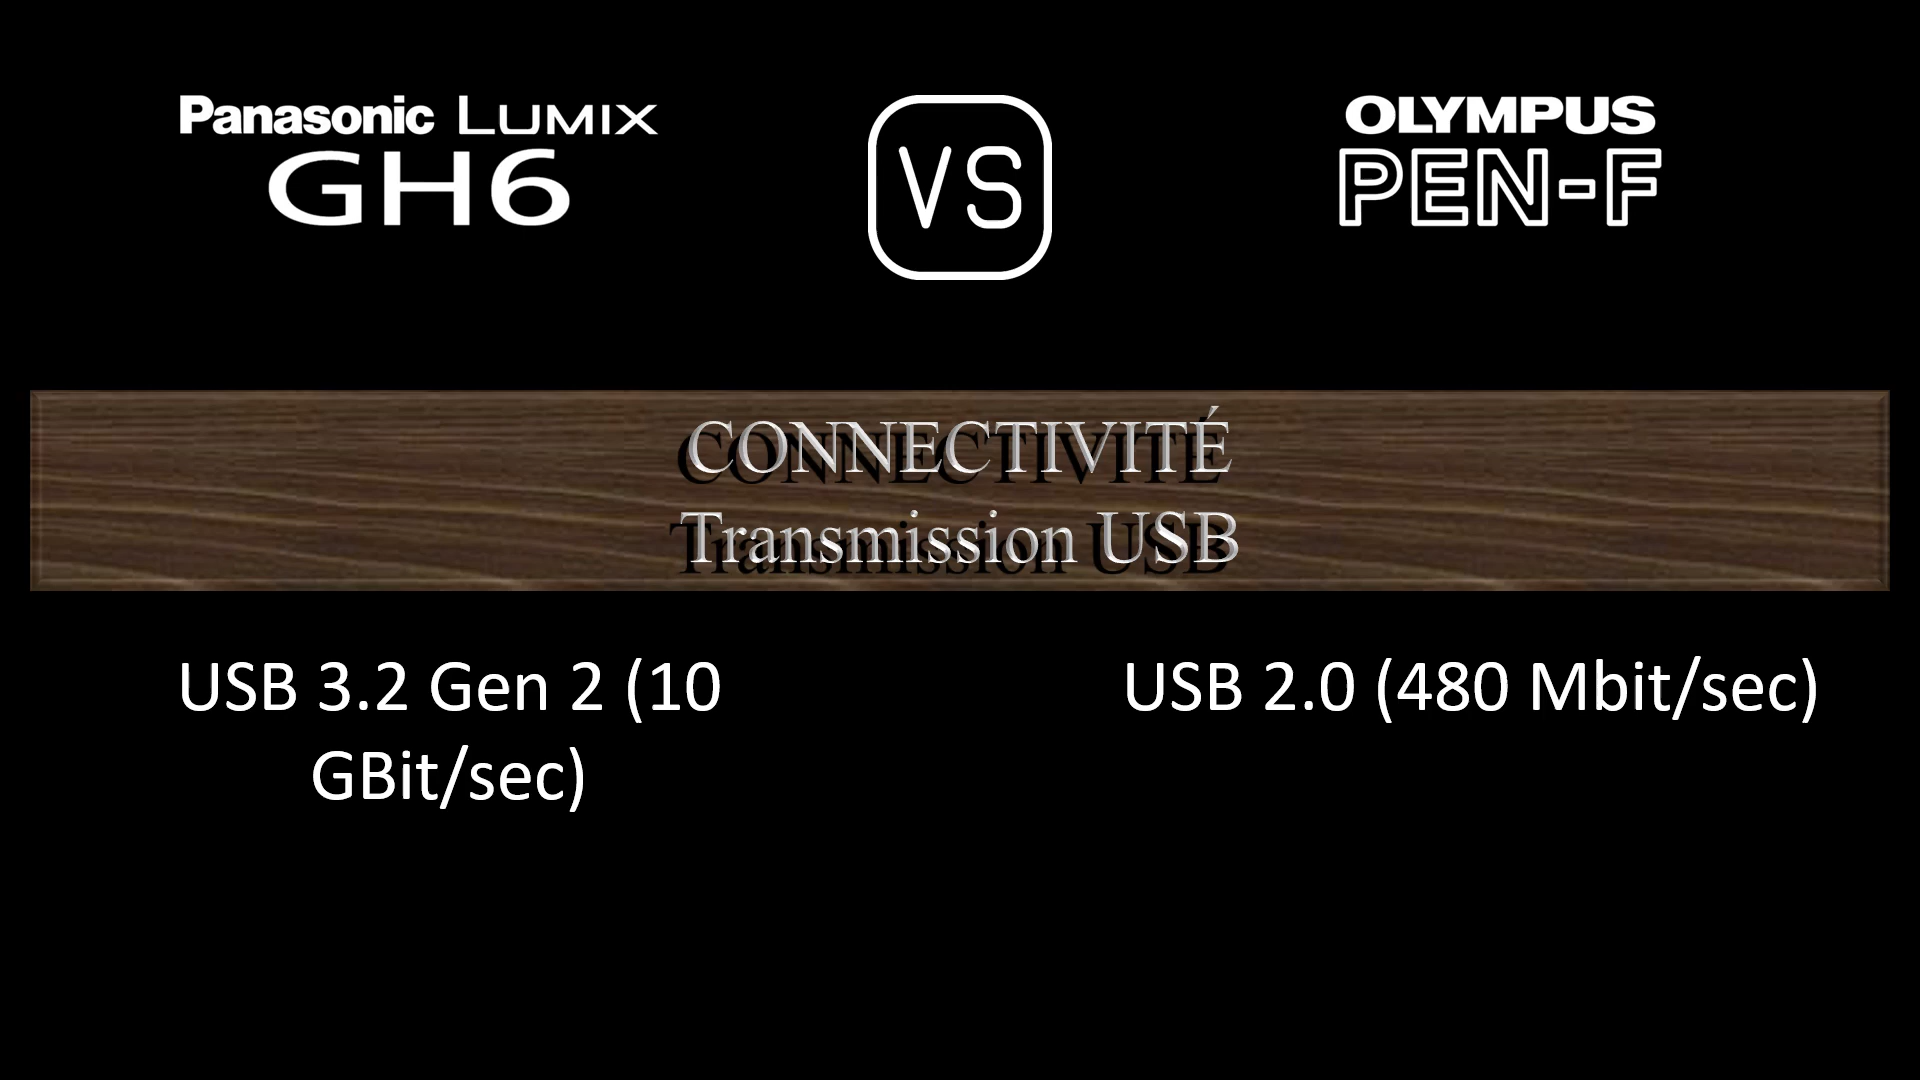 Panasonic LUMIX
GH6
VS
OLYMPUS
PEN-F
CONNECTIVITÉ
Transmission USB
USB 3.2 Gen 2 (10
GBit/sec)
USB 2.0 (480 Mbit/sec)